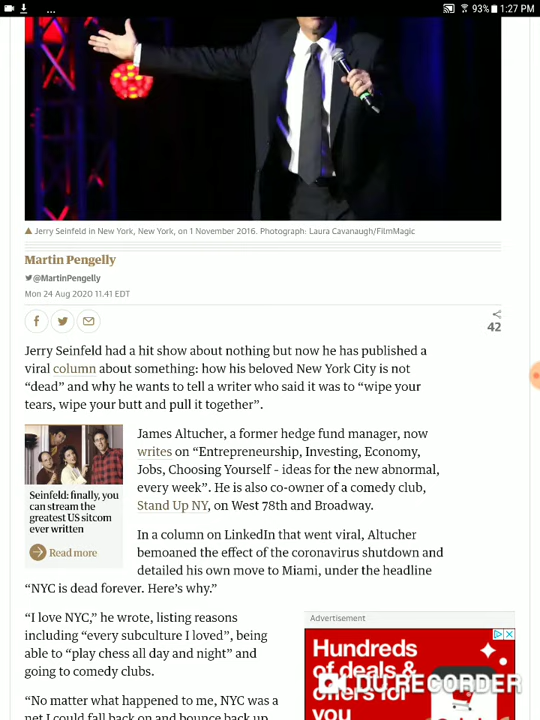 ... 93% 1:27 PM
Jerry Seinfeld in New York, New York, on 1 November 2016. Photograph: Laura Cavanaugh/FilmMagic
Martin Pengelly
@MartinPengelly
Mon 24 Aug 2020 11.41 EDT
42
Jerry Seinfeld had a hit show about nothing but now he has published a
viral column about something: how his beloved New York City is not
“dead” and why he wants to tell a writer who said it was to “wipe your
tears, wipe your butt and pull it together”.
Seinfeld: finally, you
can stream the
greatest US sitcom
ever written
Read more
James Altucher, a former hedge fund manager, now
writes on “Entrepreneurship, Investing, Economy,
Jobs, Choosing Yourself - ideas for the new abnormal,
every week”. He is also co-owner of a comedy club,
Stand Up NY, on West 78th and Broadway.
In a column on LinkedIn that went viral, Altucher
bemoaned the effect of the coronavirus shutdown and
detailed his own move to Miami, under the headline
“NYC is dead forever. Here’s why.”
“I love NYC,” he wrote, listing reasons
including “every subculture I loved”, being
able to “play chess all day and night” and
going to comedy clubs.
“No matter what happened to me, NYC was a
net I could fall back on and bounce back up
Advertisement
Hundreds
of deals &
offers for
you
DU RECORDER